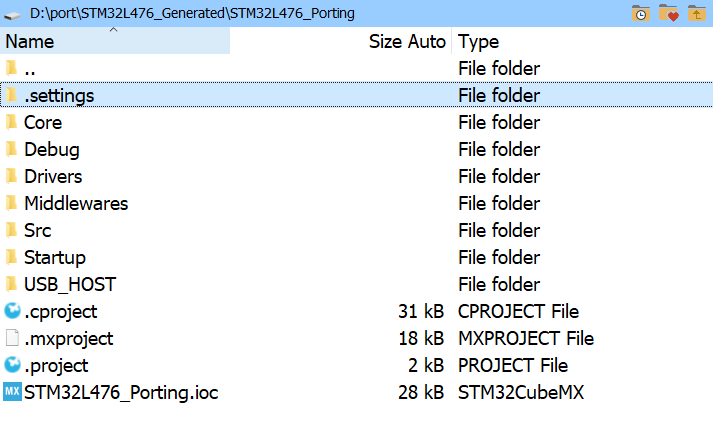 D:\port\STM32L476_Generated\STM32L476_Porting
Name Size Auto Type
.. File folder
.settings File folder
Core File folder
Debug File folder
Drivers File folder
Middlewares File folder
Src File folder
Startup File folder
USB_HOST File folder
.cproject 31 kB CPROJECT File
.mxproject 18 kB MXPROJECT File
.project 2 kB PROJECT File
MX STM32L476_Porting.ioc 28 kB STM32CubeMX